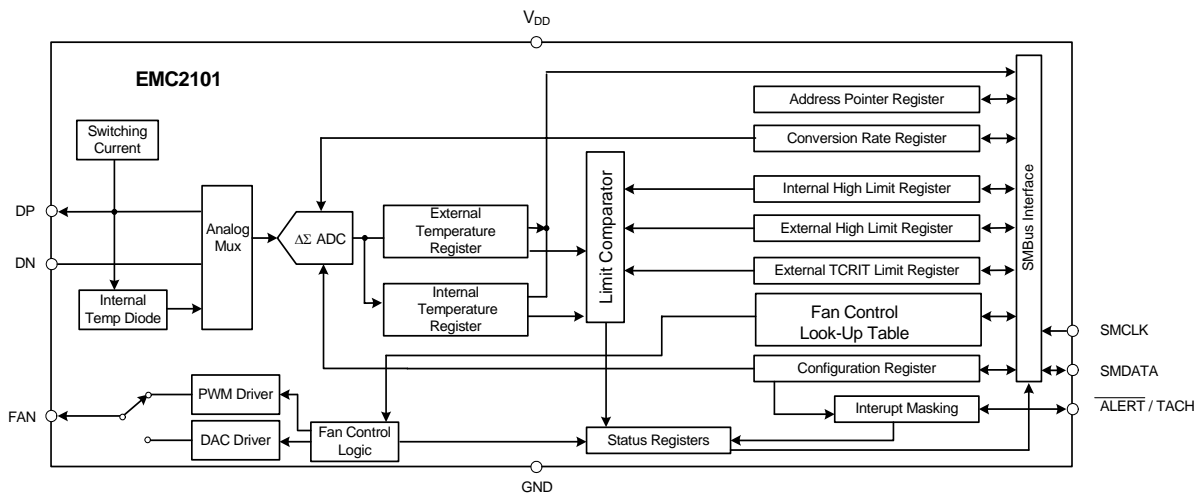 V_DD
EMC2101
Switching
Current
DP
DN
Analog
Mux
Internal
Temp Diode
ΔΣ ADC
External
Temperature
Register
Internal
Temperature
Register
Limit Comparator
Address Pointer Register
Conversion Rate Register
Internal High Limit Register
External High Limit Register
External TCRIT Limit Register
Fan Control
Look-Up Table
Configuration Register
Interupt Masking
SMBus Interface
SMCLK
SMDATA
ALERT / TACH
FAN
PWM Driver
DAC Driver
Fan Control
Logic
Status Registers
GND